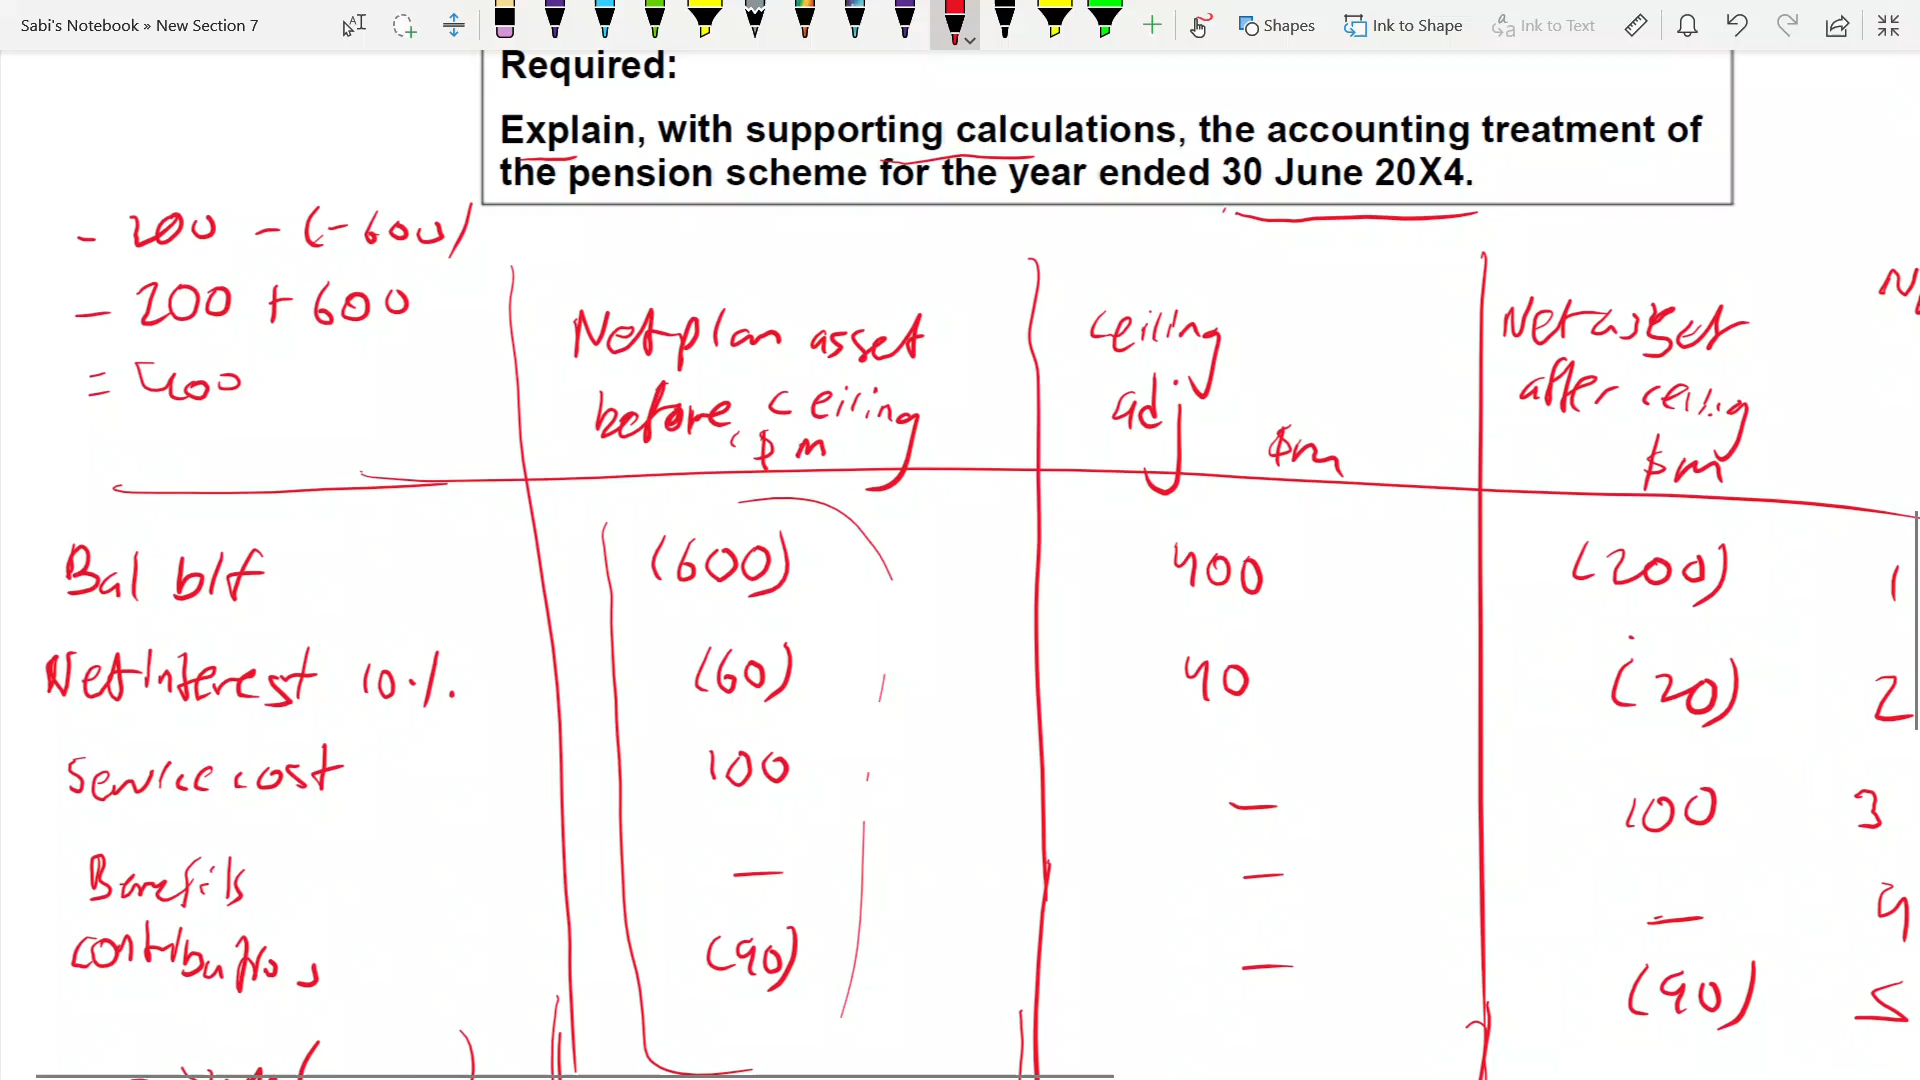 Sabi's Notebook » New Section 7
Shapes
Ink to Shape
Ink to Text
Required:
Explain, with supporting calculations, the accounting treatment of
the pension scheme for the year ended 30 June 20X4.
- 200 - (-600)
- 200 + 600
= 400
Net plan asset
before ceiling
$m
ceiling
adj
$m
Net asset
after ceiling
$m
Bal b/f (600) 400 (200) 1
Net Interest 10% (60) 40 (20) 2
Service cost 100 - 100 3
Benefits - - - 4
contributions (90) - (90) 5